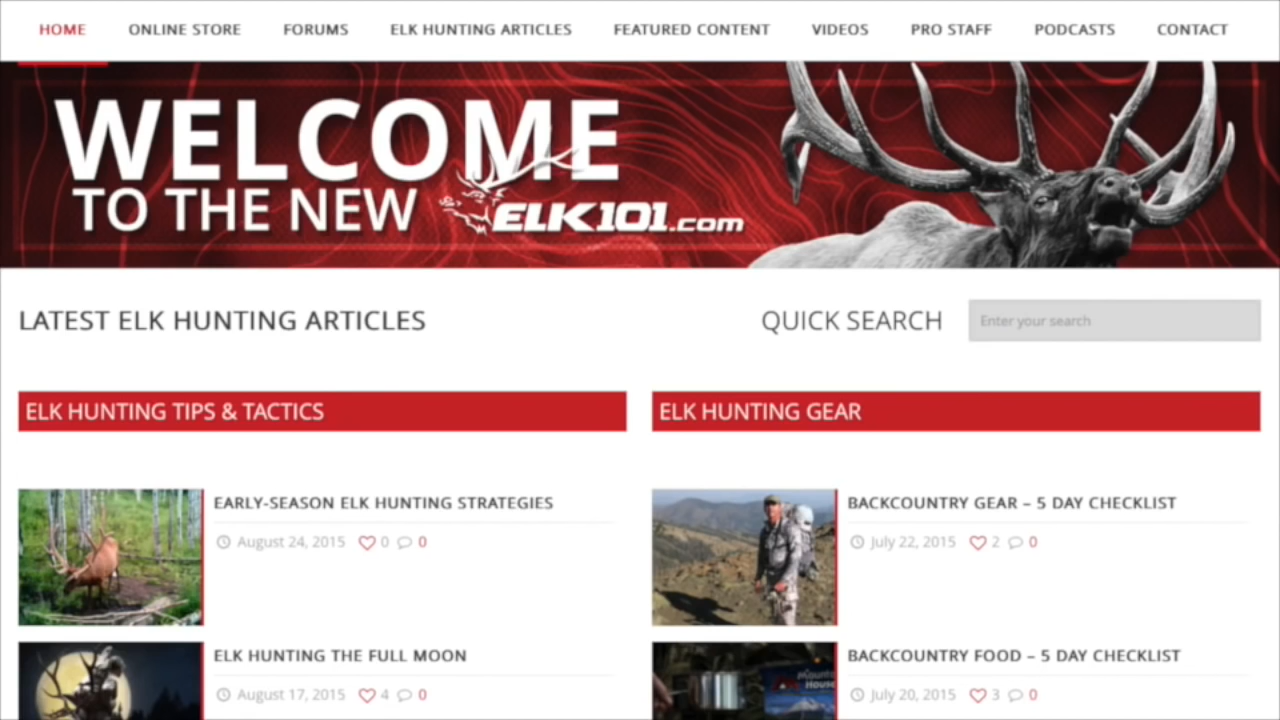 HOME ONLINE STORE FORUMS ELK HUNTING ARTICLES FEATURED CONTENT VIDEOS PRO STAFF PODCASTS CONTACT
WELCOME
TO THE NEW ELK101.com
LATEST ELK HUNTING ARTICLES
QUICK SEARCH Enter your search
ELK HUNTING TIPS & TACTICS
EARLY-SEASON ELK HUNTING STRATEGIES
August 24, 2015 0 0
ELK HUNTING THE FULL MOON
August 17, 2015 4 0
ELK HUNTING GEAR
BACKCOUNTRY GEAR – 5 DAY CHECKLIST
July 22, 2015 2 0
BACKCOUNTRY FOOD – 5 DAY CHECKLIST
July 20, 2015 3 0
Mountain
House